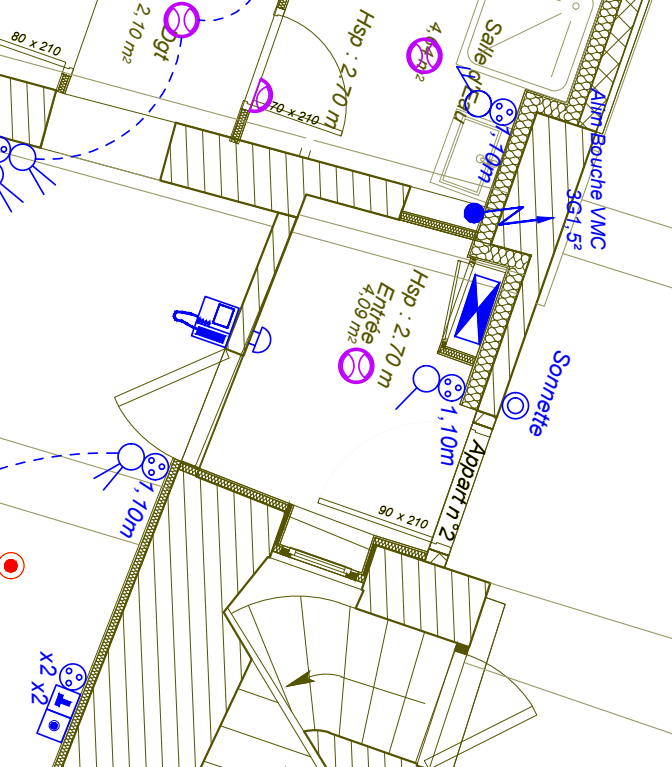 80 x 210
Dgt
2,10 m²
Hsp : 2.70 m
70 x 210
Salle d'Eau
1,10m
Alim Bouche VMC
3G1,5²
Hsp : 2.70 m
Entrée
4,09 m²
Sonnette
1,10m
Appart n°2
90 x 210
1,10m
x2
x2